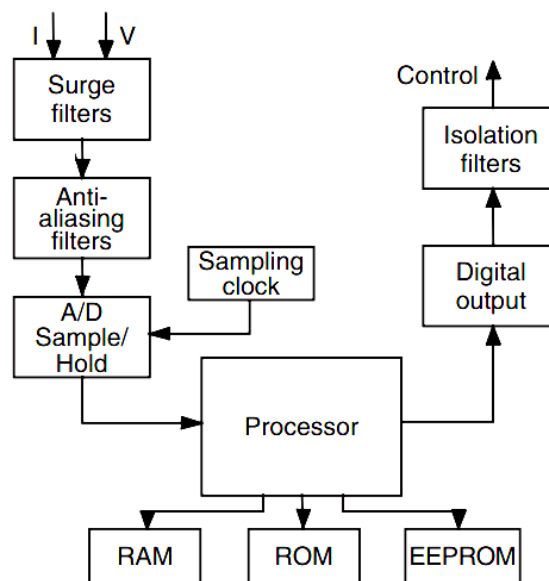 I V
Surge
filters
Anti-
aliasing
filters
A/D
Sample/
Hold
Sampling
clock
Processor
RAM
ROM
EEPROM
Digital
output
Isolation
filters
Control